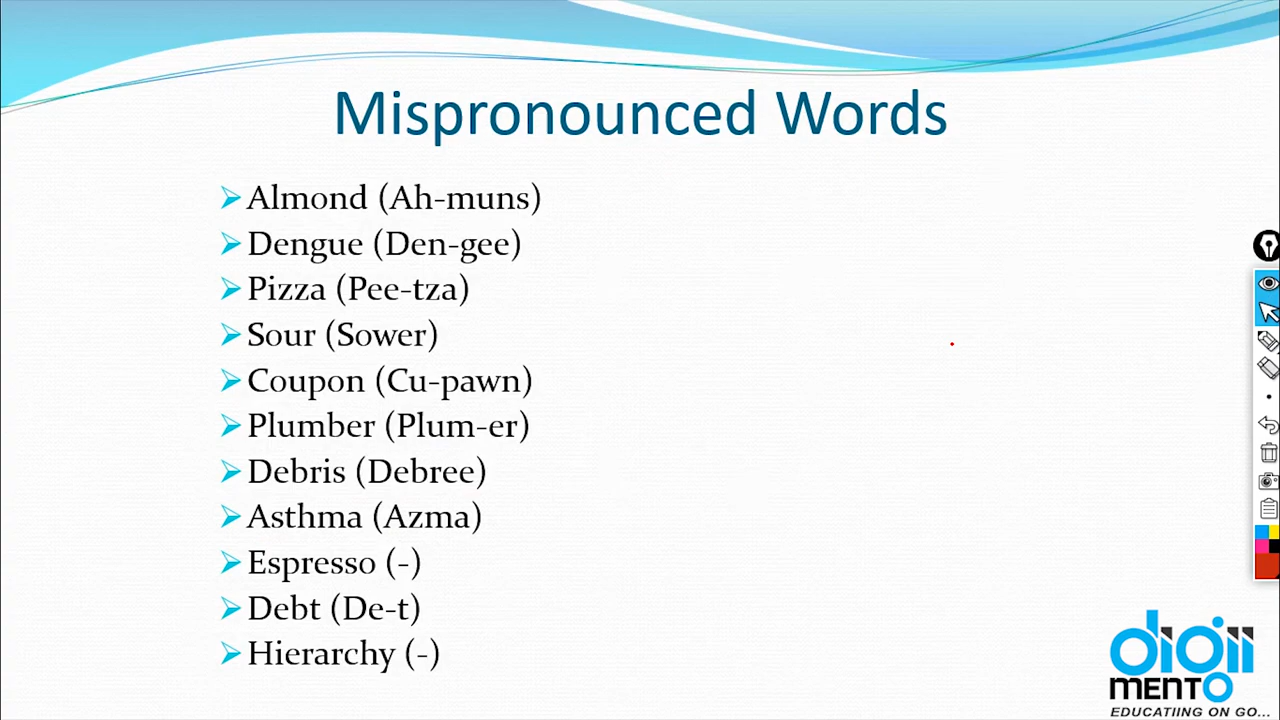 Mispronounced Words
Almond (Ah-muns)
Dengue (Den-gee)
Pizza (Pee-tza)
Sour (Sower)
Coupon (Cu-pawn)
Plumber (Plum-er)
Debris (Debree)
Asthma (Azma)
Espresso (-)
Debt (De-t)
Hierarchy (-)
digii
MENTO
EDUCATIING ON GO...